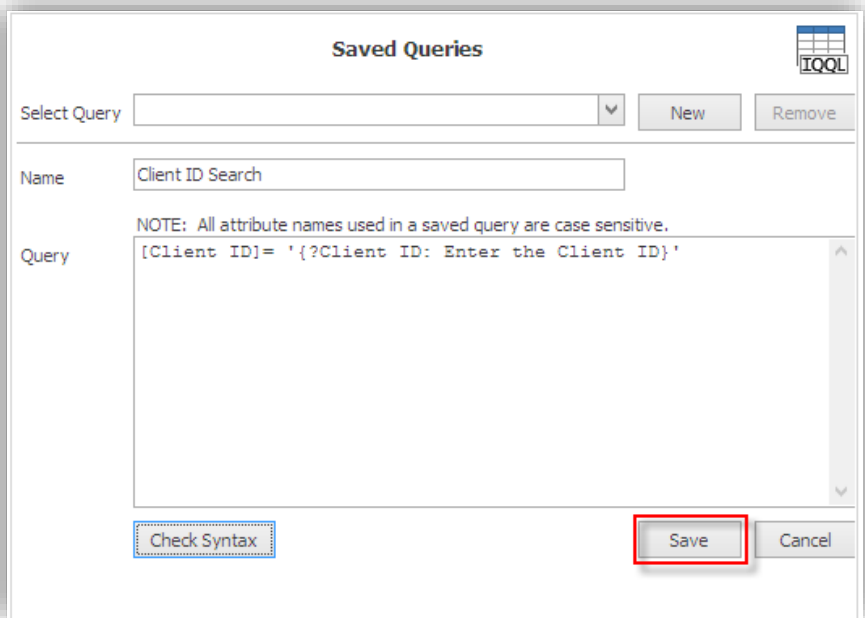 Saved Queries
IQQL
Select Query
New
Remove
Name
Client ID Search
NOTE:  All attribute names used in a saved query are case sensitive.
Query
[Client ID]= '{?Client ID: Enter the Client ID}'
Check Syntax
Save
Cancel